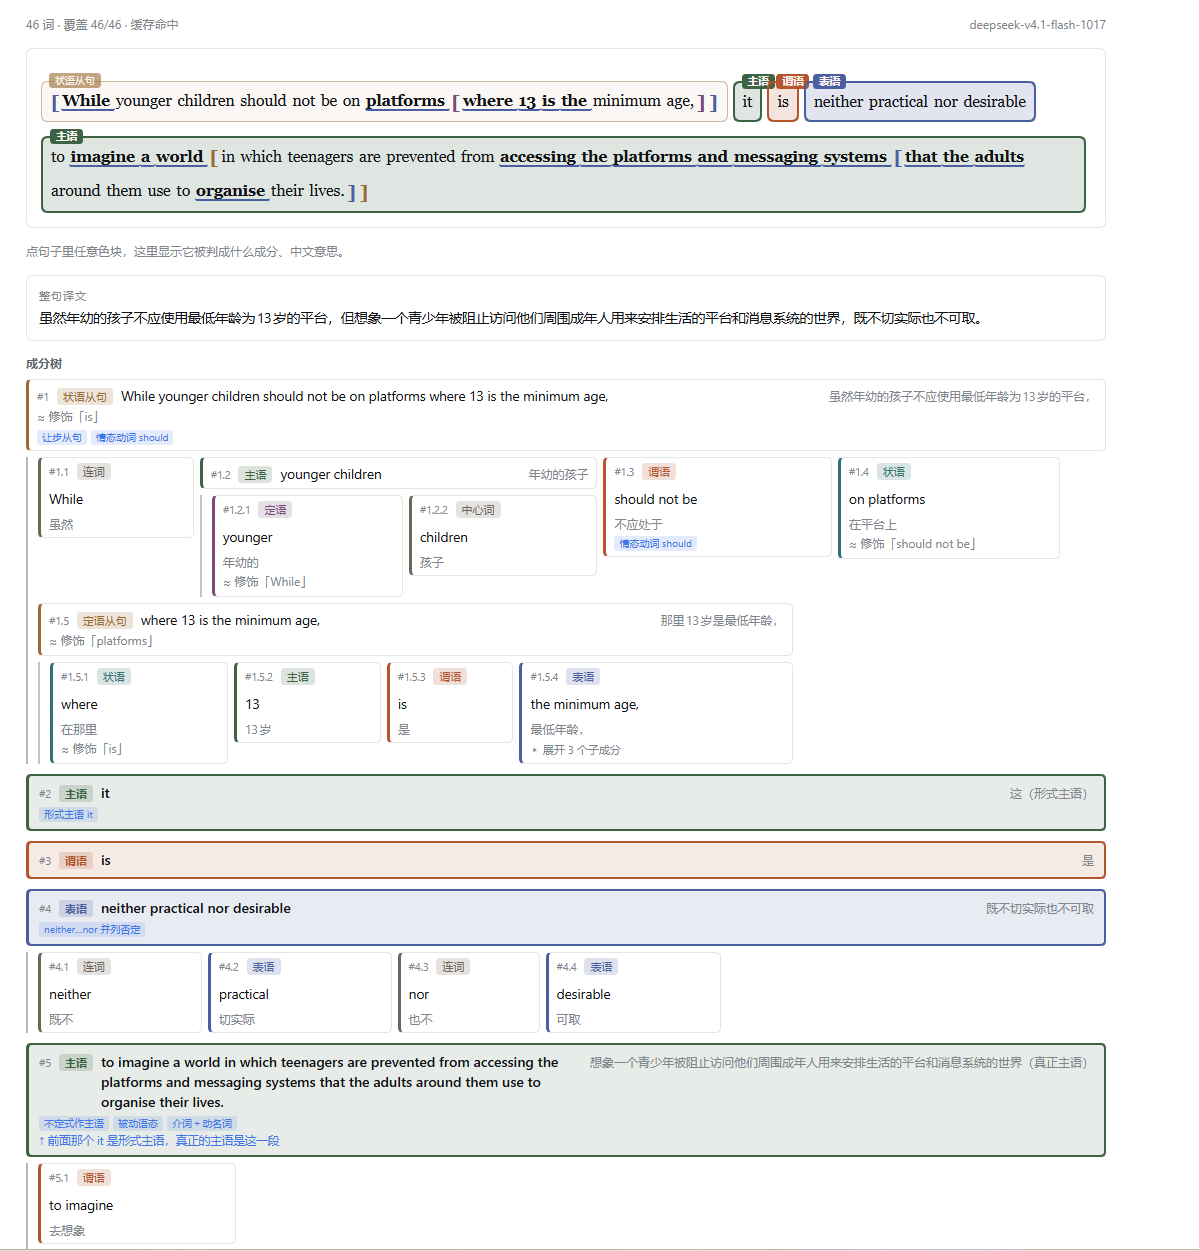 46 词 · 覆盖 46/46 · 缓存命中
deepseek-v4.1-flash-1017
状语从句
主语
谓语
表语
[ While younger children should not be on platforms [ where 13 is the minimum age, ] ] it is neither practical nor desirable
主语
to imagine a world [ in which teenagers are prevented from accessing the platforms and messaging systems [ that the adults
around them use to organise their lives. ] ]
点句子里任意色块，这里显示它被判成什么成分、中文意思。
整句译文
虽然年幼的孩子不应使用最低年龄为 13 岁的平台，但想象一个青少年被阻止访问他们周围成年人用来安排生活的平台和消息系统的世界，既不切实际也不可取。
成分树
#1 状语从句 While younger children should not be on platforms where 13 is the minimum age, 虽然年幼的孩子不应使用最低年龄为 13 岁的平台，
≈ 修饰「is」
让步从句 情态动词 should
#1.1 连词
While
虽然
#1.2 主语 younger children 年幼的孩子
#1.2.1 定语
younger
年幼的
≈ 修饰「While」
#1.2.2 中心词
children
孩子
#1.3 谓语
should not be
不应处于
情态动词 should
#1.4 状语
on platforms
在平台上
≈ 修饰「should not be」
#1.5 定语从句 where 13 is the minimum age, 那里 13 岁是最低年龄，
≈ 修饰「platforms」
#1.5.1 状语
where
在那里
≈ 修饰「is」
#1.5.2 主语
13
13 岁
#1.5.3 谓语
is
是
#1.5.4 表语
the minimum age,
最低年龄，
▸ 展开 3 个子成分
#2 主语 it 这（形式主语）
形式主语 it
#3 谓语 is 是
#4 表语 neither practical nor desirable 既不切实际也不可取
neither...nor 并列否定
#4.1 连词
neither
既不
#4.2 表语
practical
切实际
#4.3 连词
nor
也不
#4.4 表语
desirable
可取
#5 主语 to imagine a world in which teenagers are prevented from accessing the 想象一个青少年被阻止访问他们周围成年人用来安排生活的平台和消息系统的世界（真正主语）
platforms and messaging systems that the adults around them use to
organise their lives.
不定式作主语 被动语态 介词 + 动名词
↑ 前面那个 it 是形式主语，真正的主语是这一段
#5.1 谓语
to imagine
去想象